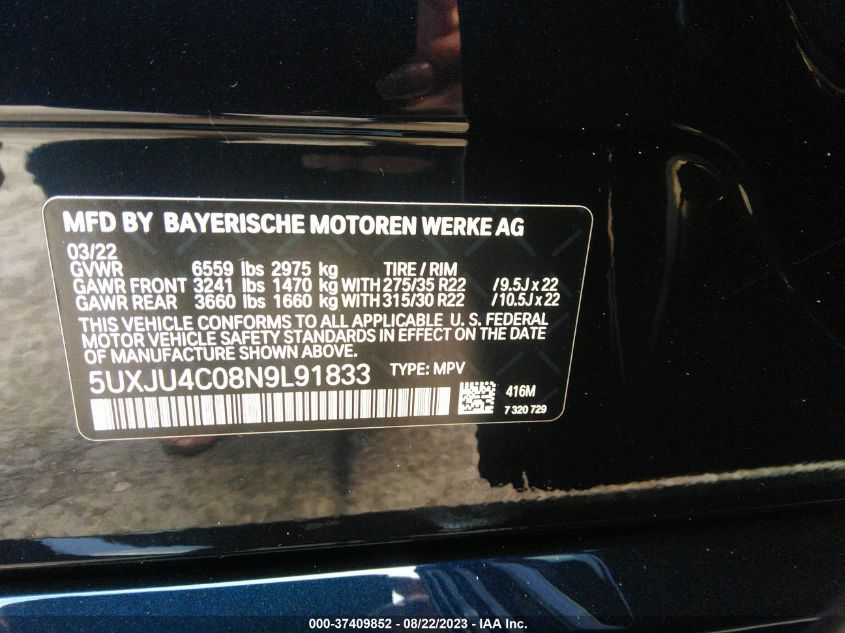 MFD BY BAYERISCHE MOTOREN WERKE AG
03/22
GVWR 6559 lbs 2975 kg TIRE / RIM
GAWR FRONT 3241 lbs 1470 kg WITH 275/35 R22 /9.5J x 22
GAWR REAR 3660 lbs 1660 kg WITH 315/30 R22 /10.5J x 22
THIS VEHICLE CONFORMS TO ALL APPLICABLE U. S. FEDERAL
MOTOR VEHICLE SAFETY STANDARDS IN EFFECT ON THE DATE
OF MANUFACTURE SHOWN ABOVE.
5UXJU4C08N9L91833 TYPE: MPV
416M
7 320 729
000-37409852 - 08/22/2023 - IAA Inc.